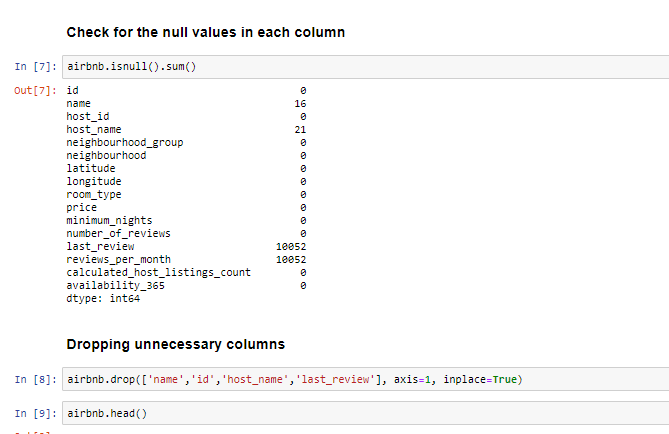 Check for the null values in each column
In [7]: airbnb.isnull().sum()
Out[7]: id 0
name 16
host_id 0
host_name 21
neighbourhood_group 0
neighbourhood 0
latitude 0
longitude 0
room_type 0
price 0
minimum_nights 0
number_of_reviews 0
last_review 10052
reviews_per_month 10052
calculated_host_listings_count 0
availability_365 0
dtype: int64
Dropping unnecessary columns
In [8]: airbnb.drop(['name','id','host_name','last_review'], axis=1, inplace=True)
In [9]: airbnb.head()